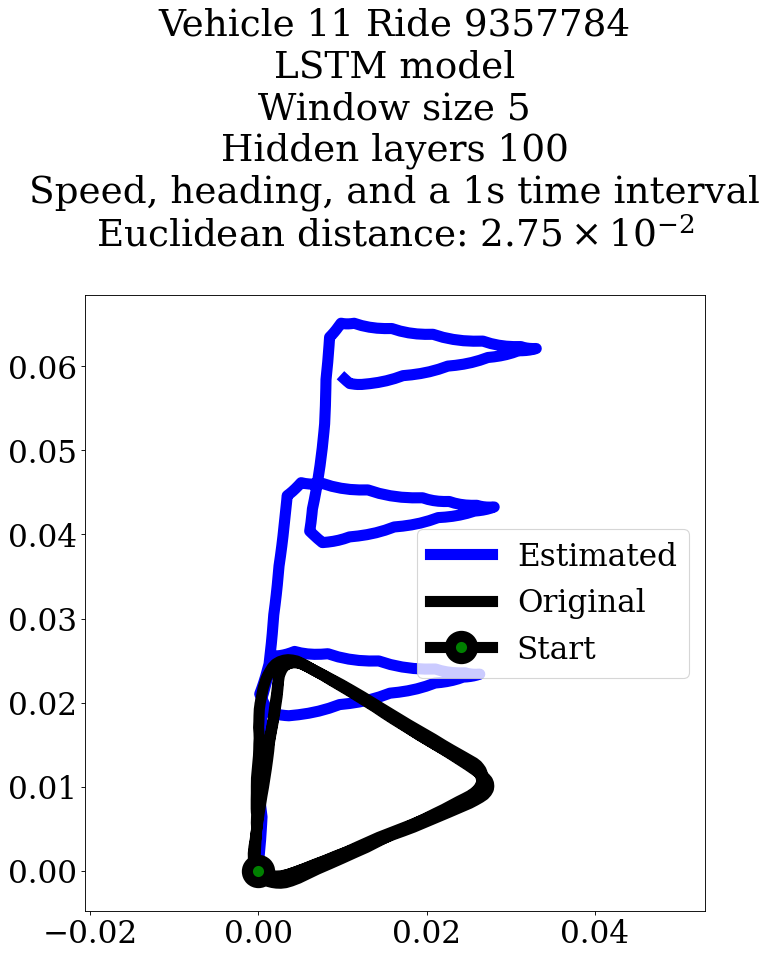 Vehicle 11 Ride 9357784
LSTM model
Window size 5
Hidden layers 100
Speed, heading, and a 1s time interval
Euclidean distance: 2.75 × 10⁻²
0.06
0.05
0.04
0.03
0.02
0.01
0.00
Estimated
Original
Start
−0.02
0.00
0.02
0.04